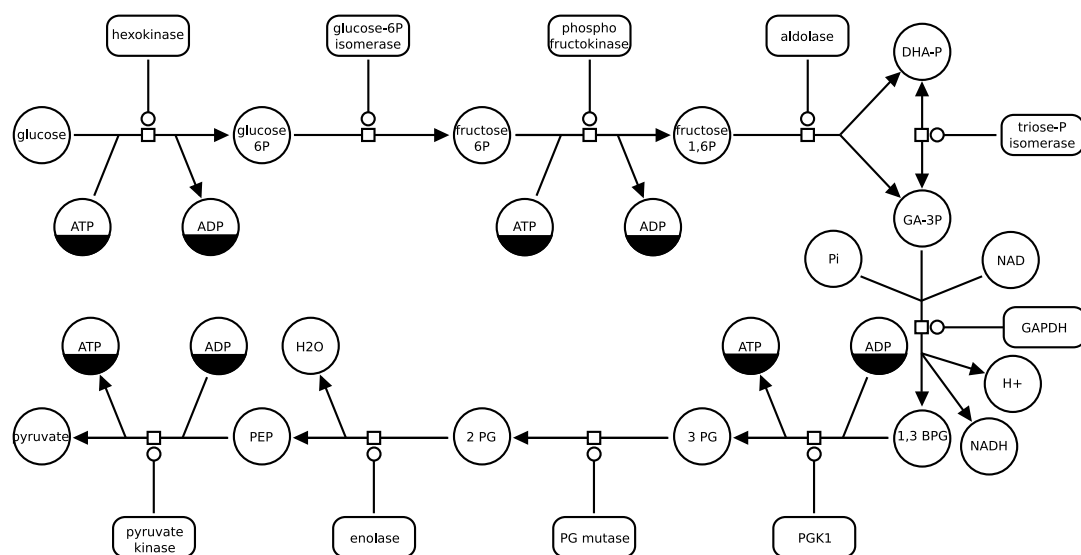 hexokinase
glucose-6P
isomerase
phospho
fructokinase
aldolase
DHA-P
glucose
glucose
6P
fructose
6P
fructose
1,6P
triose-P
isomerase
ATP
ADP
ATP
ADP
GA-3P
Pi
NAD
GAPDH
ATP
ADP
H2O
ATP
ADP
H+
pyruvate
PEP
2 PG
3 PG
1,3 BPG
NADH
pyruvate
kinase
enolase
PG mutase
PGK1